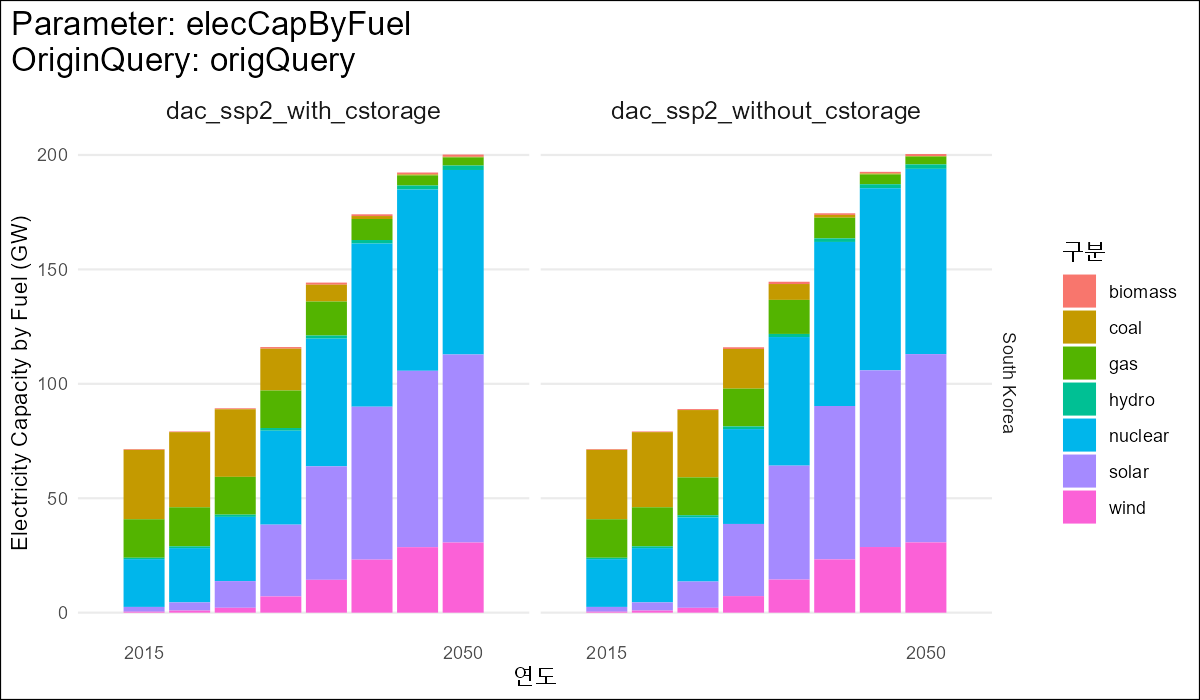 Parameter: elecCapByFuel
OriginQuery: origQuery
dac_ssp2_with_cstorage
dac_ssp2_without_cstorage
Electricity Capacity by Fuel (GW)
200
150
100
50
0
2015
2050
2015
2050
연도
South Korea
구분
biomass
coal
gas
hydro
nuclear
solar
wind